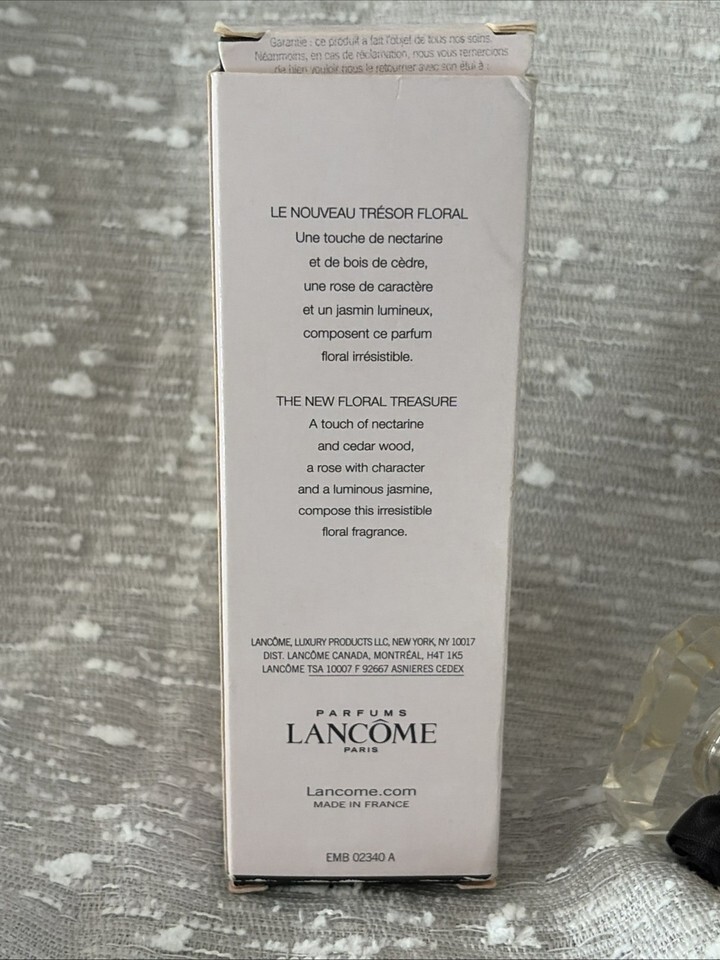 Garantie : ce produit a fait l'objet de tous nos soins.
Néanmoins, en cas de réclamation, nous vous remercions
de bien vouloir nous le retourner avec son étui à :
LE NOUVEAU TRÉSOR FLORAL
Une touche de nectarine
et de bois de cèdre,
une rose de caractère
et un jasmin lumineux,
composent ce parfum
floral irrésistible.
THE NEW FLORAL TREASURE
A touch of nectarine
and cedar wood,
a rose with character
and a luminous jasmine,
compose this irresistible
floral fragrance.
LANCÔME, LUXURY PRODUCTS LLC, NEW YORK, NY 10017
DIST. LANCÔME CANADA, MONTRÉAL, H4T 1K5
LANCÔME TSA 10007 F 92667 ASNIERES CEDEX
PARFUMS
LANCÔME
PARIS
Lancome.com
MADE IN FRANCE
EMB 02340 A